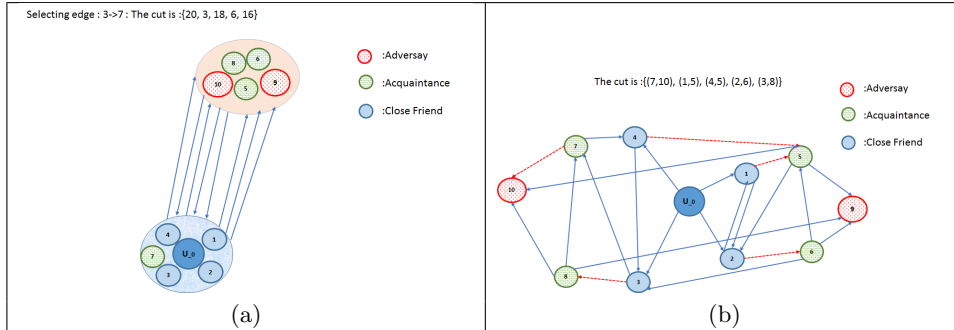 Selecting edge : 3->7 : The cut is :{20, 3, 18, 6, 16}
8
6
10
5
9
:Adversay
:Acquaintance
:Close Friend
4
1
U_0
7
3
2
(a)
The cut is :{(7,10), (1,5), (4,5), (2,6), (3,8)}
:Adversay
:Acquaintance
:Close Friend
4
7
5
1
10
U_0
9
6
2
8
3
(b)